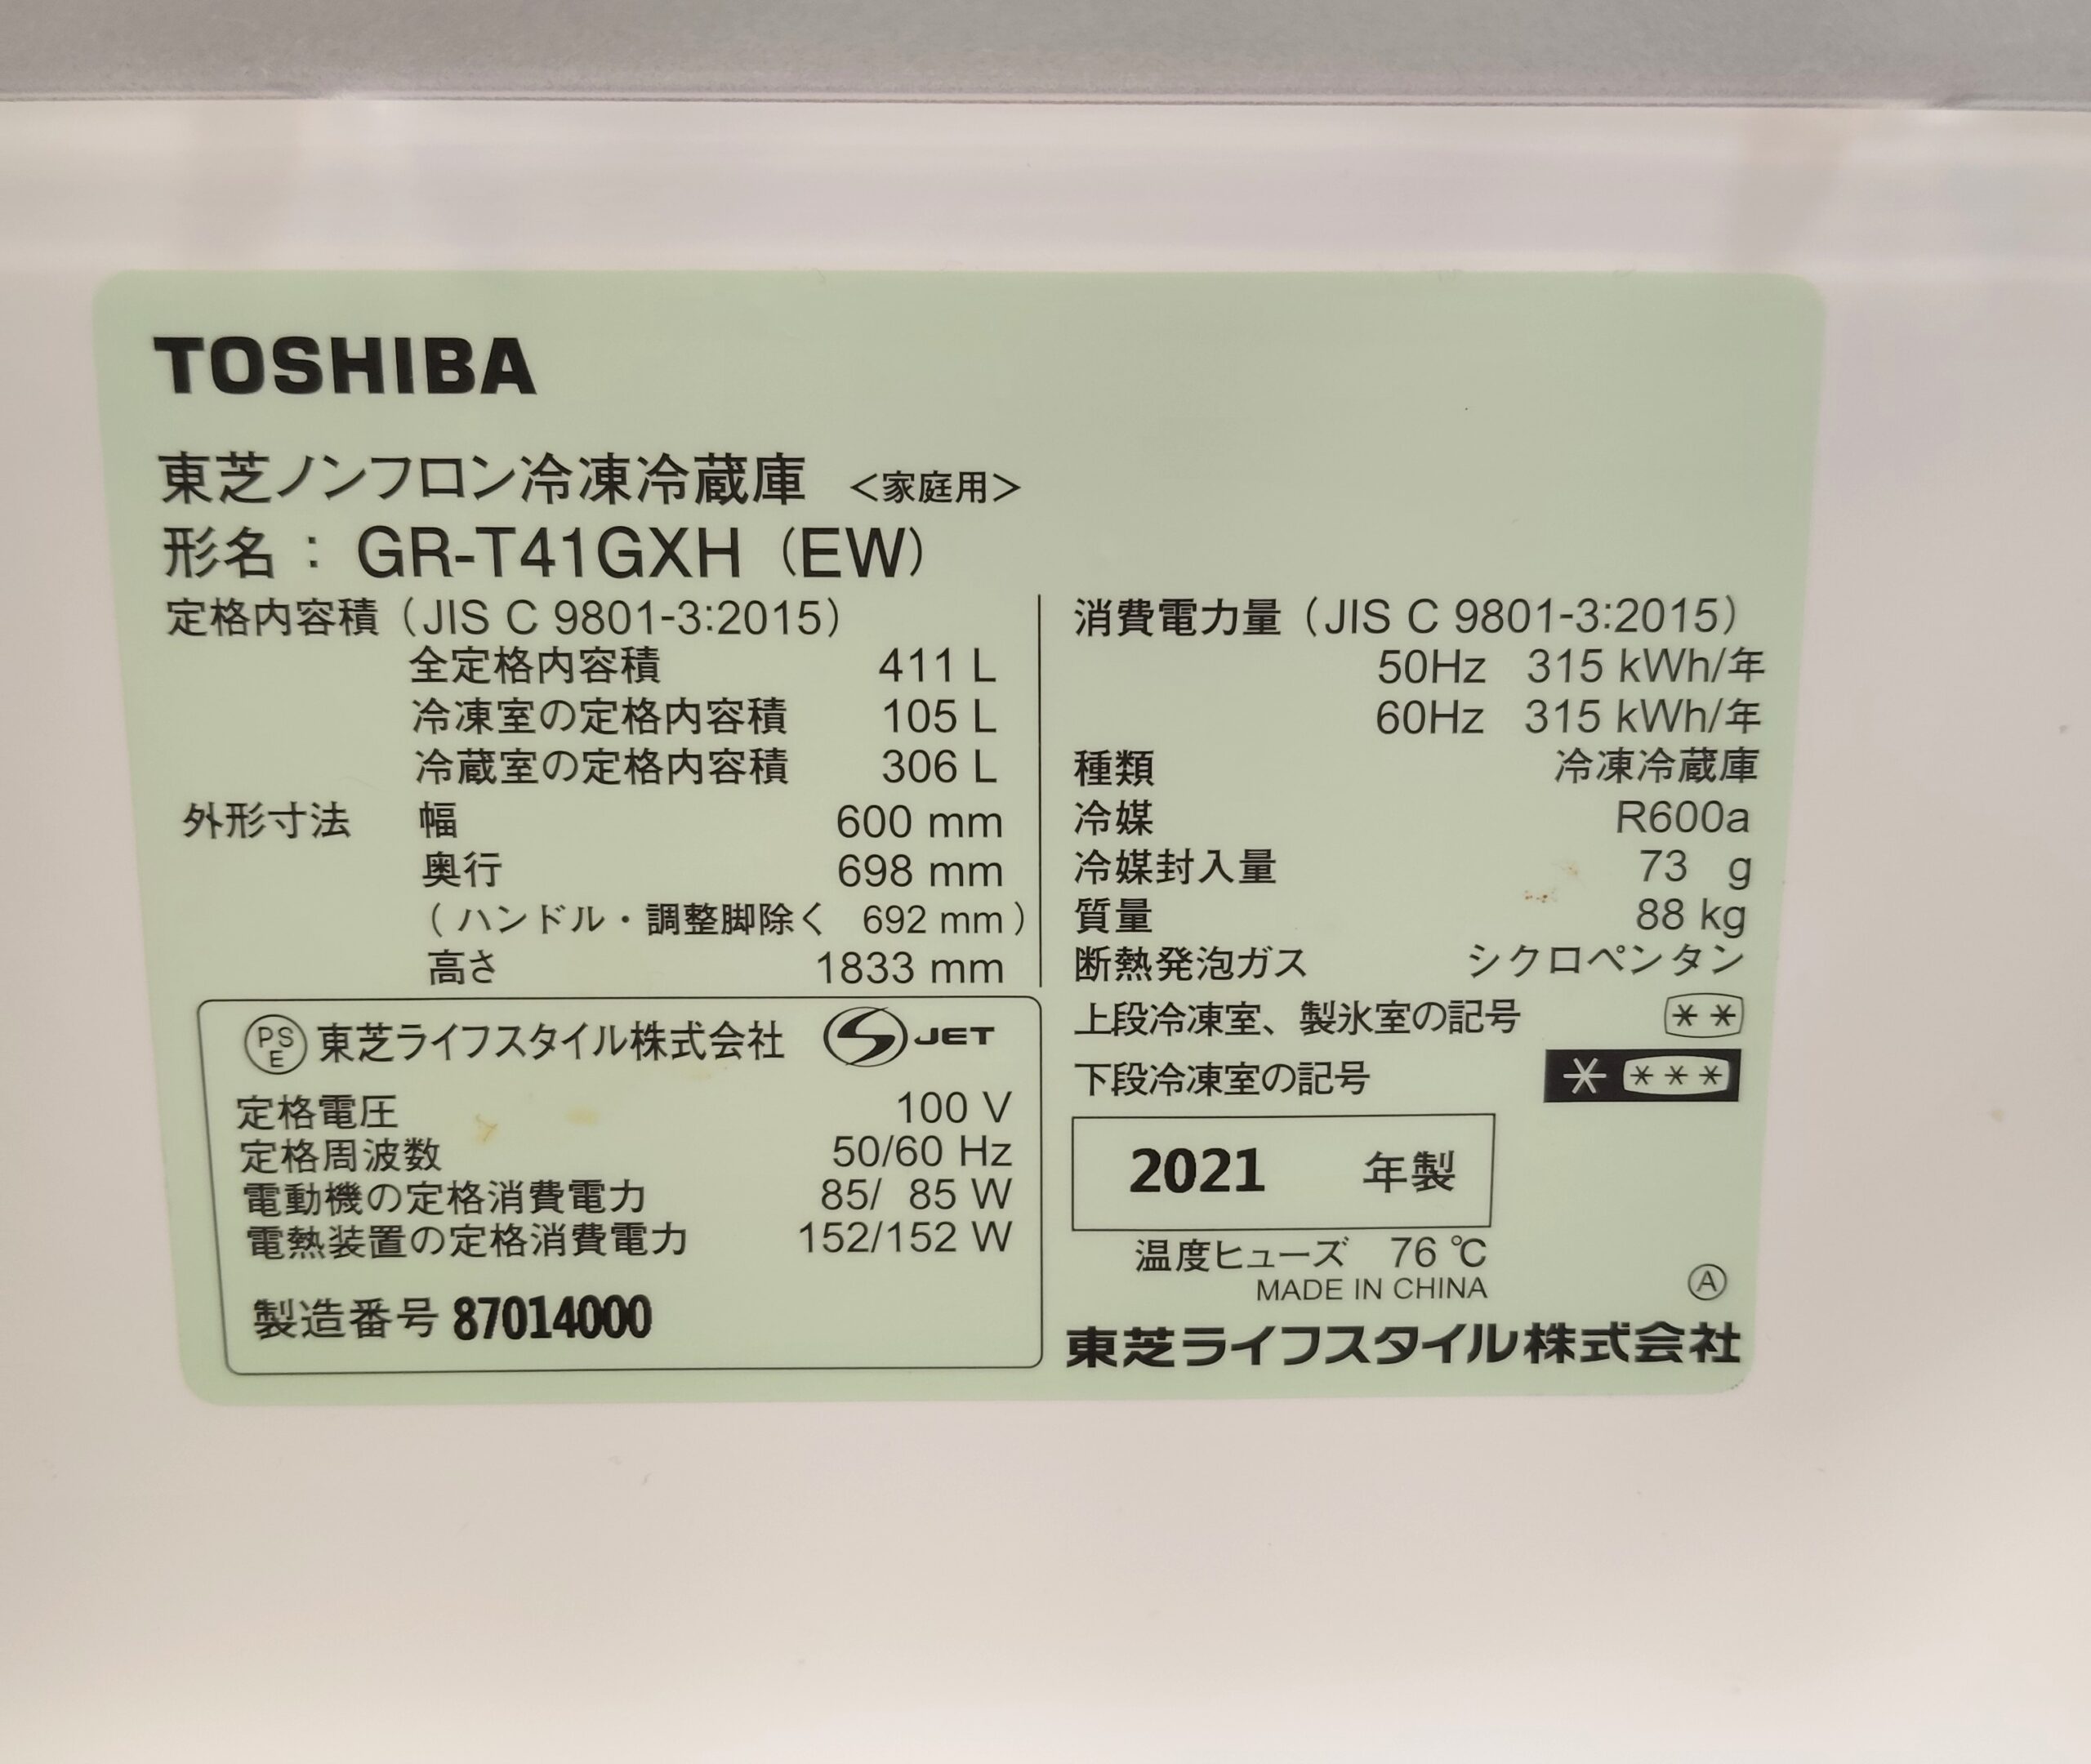 TOSHIBA
東芝ノンフロン冷凍冷蔵庫 <家庭用>
形名：GR-T41GXH（EW）
定格内容積（JIS C 9801-3:2015）
全定格内容積 411 L
冷凍室の定格内容積 105 L
冷蔵室の定格内容積 306 L
外形寸法 幅 600 mm
奥行 698 mm
（ハンドル・調整脚除く 692 mm）
高さ 1833 mm
PSE 東芝ライフスタイル株式会社 S JET
定格電圧 100 V
定格周波数 50/60 Hz
電動機の定格消費電力 85/ 85 W
電熱装置の定格消費電力 152/152 W
製造番号 87014000
消費電力量（JIS C 9801-3:2015）
50Hz 315 kWh/年
60Hz 315 kWh/年
種類 冷凍冷蔵庫
冷媒 R600a
冷媒封入量 73 g
質量 88 kg
断熱発泡ガス シクロペンタン
上段冷凍室、製氷室の記号 **
下段冷凍室の記号 * ***
2021 年製
温度ヒューズ 76 ℃
MADE IN CHINA
Ⓐ
東芝ライフスタイル株式会社